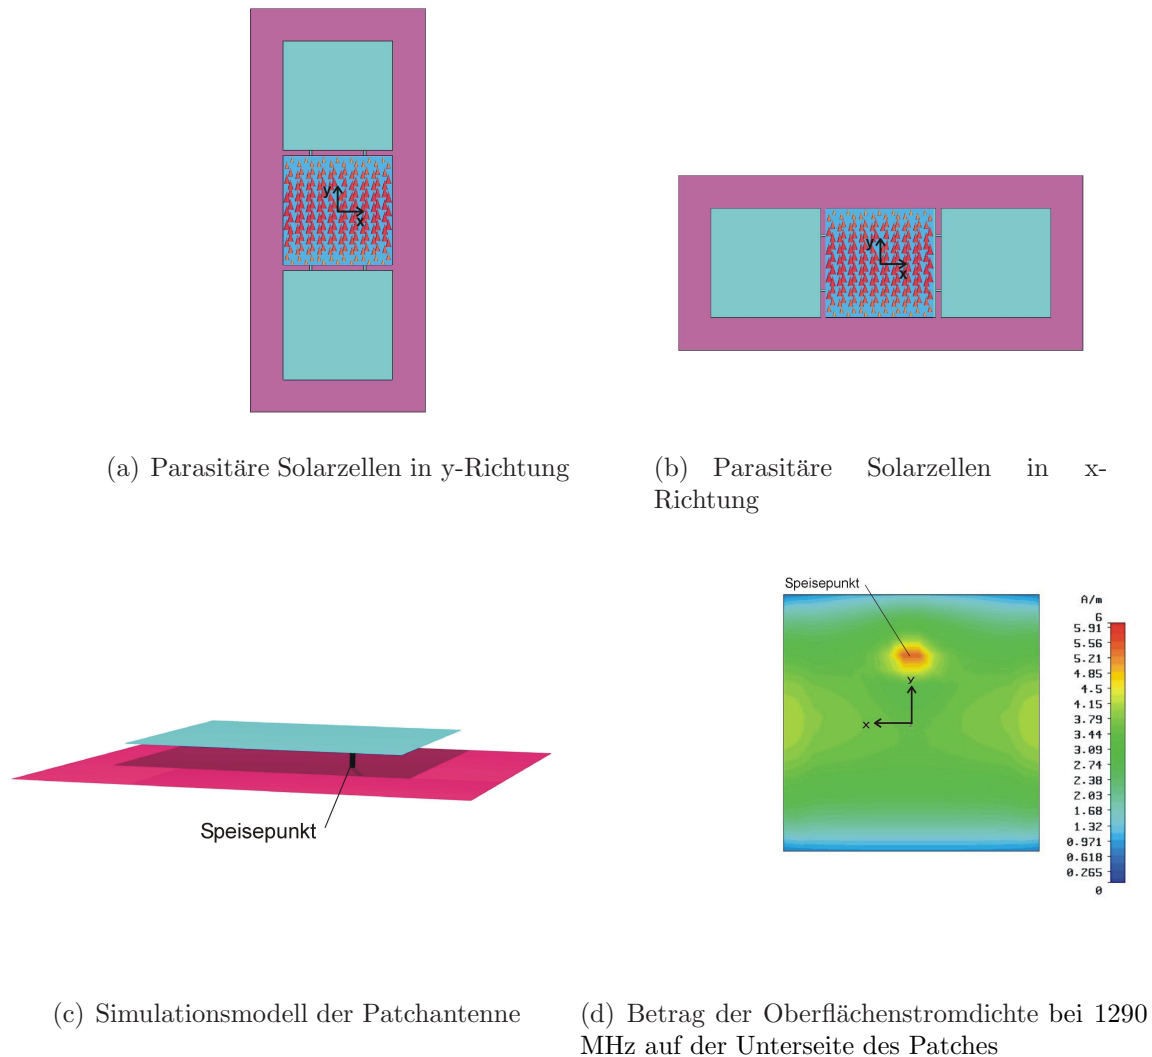 y
x
y
x
(a) Parasitäre Solarzellen in y-Richtung
(b) Parasitäre Solarzellen in x-
Richtung
Speisepunkt
Speisepunkt
y
x
A/m
6
5.91
5.56
5.21
4.85
4.5
4.15
3.79
3.44
3.09
2.74
2.38
2.03
1.68
1.32
0.971
0.618
0.265
0
(c) Simulationsmodell der Patchantenne
(d) Betrag der Oberflächenstromdichte bei 1290
MHz auf der Unterseite des Patches